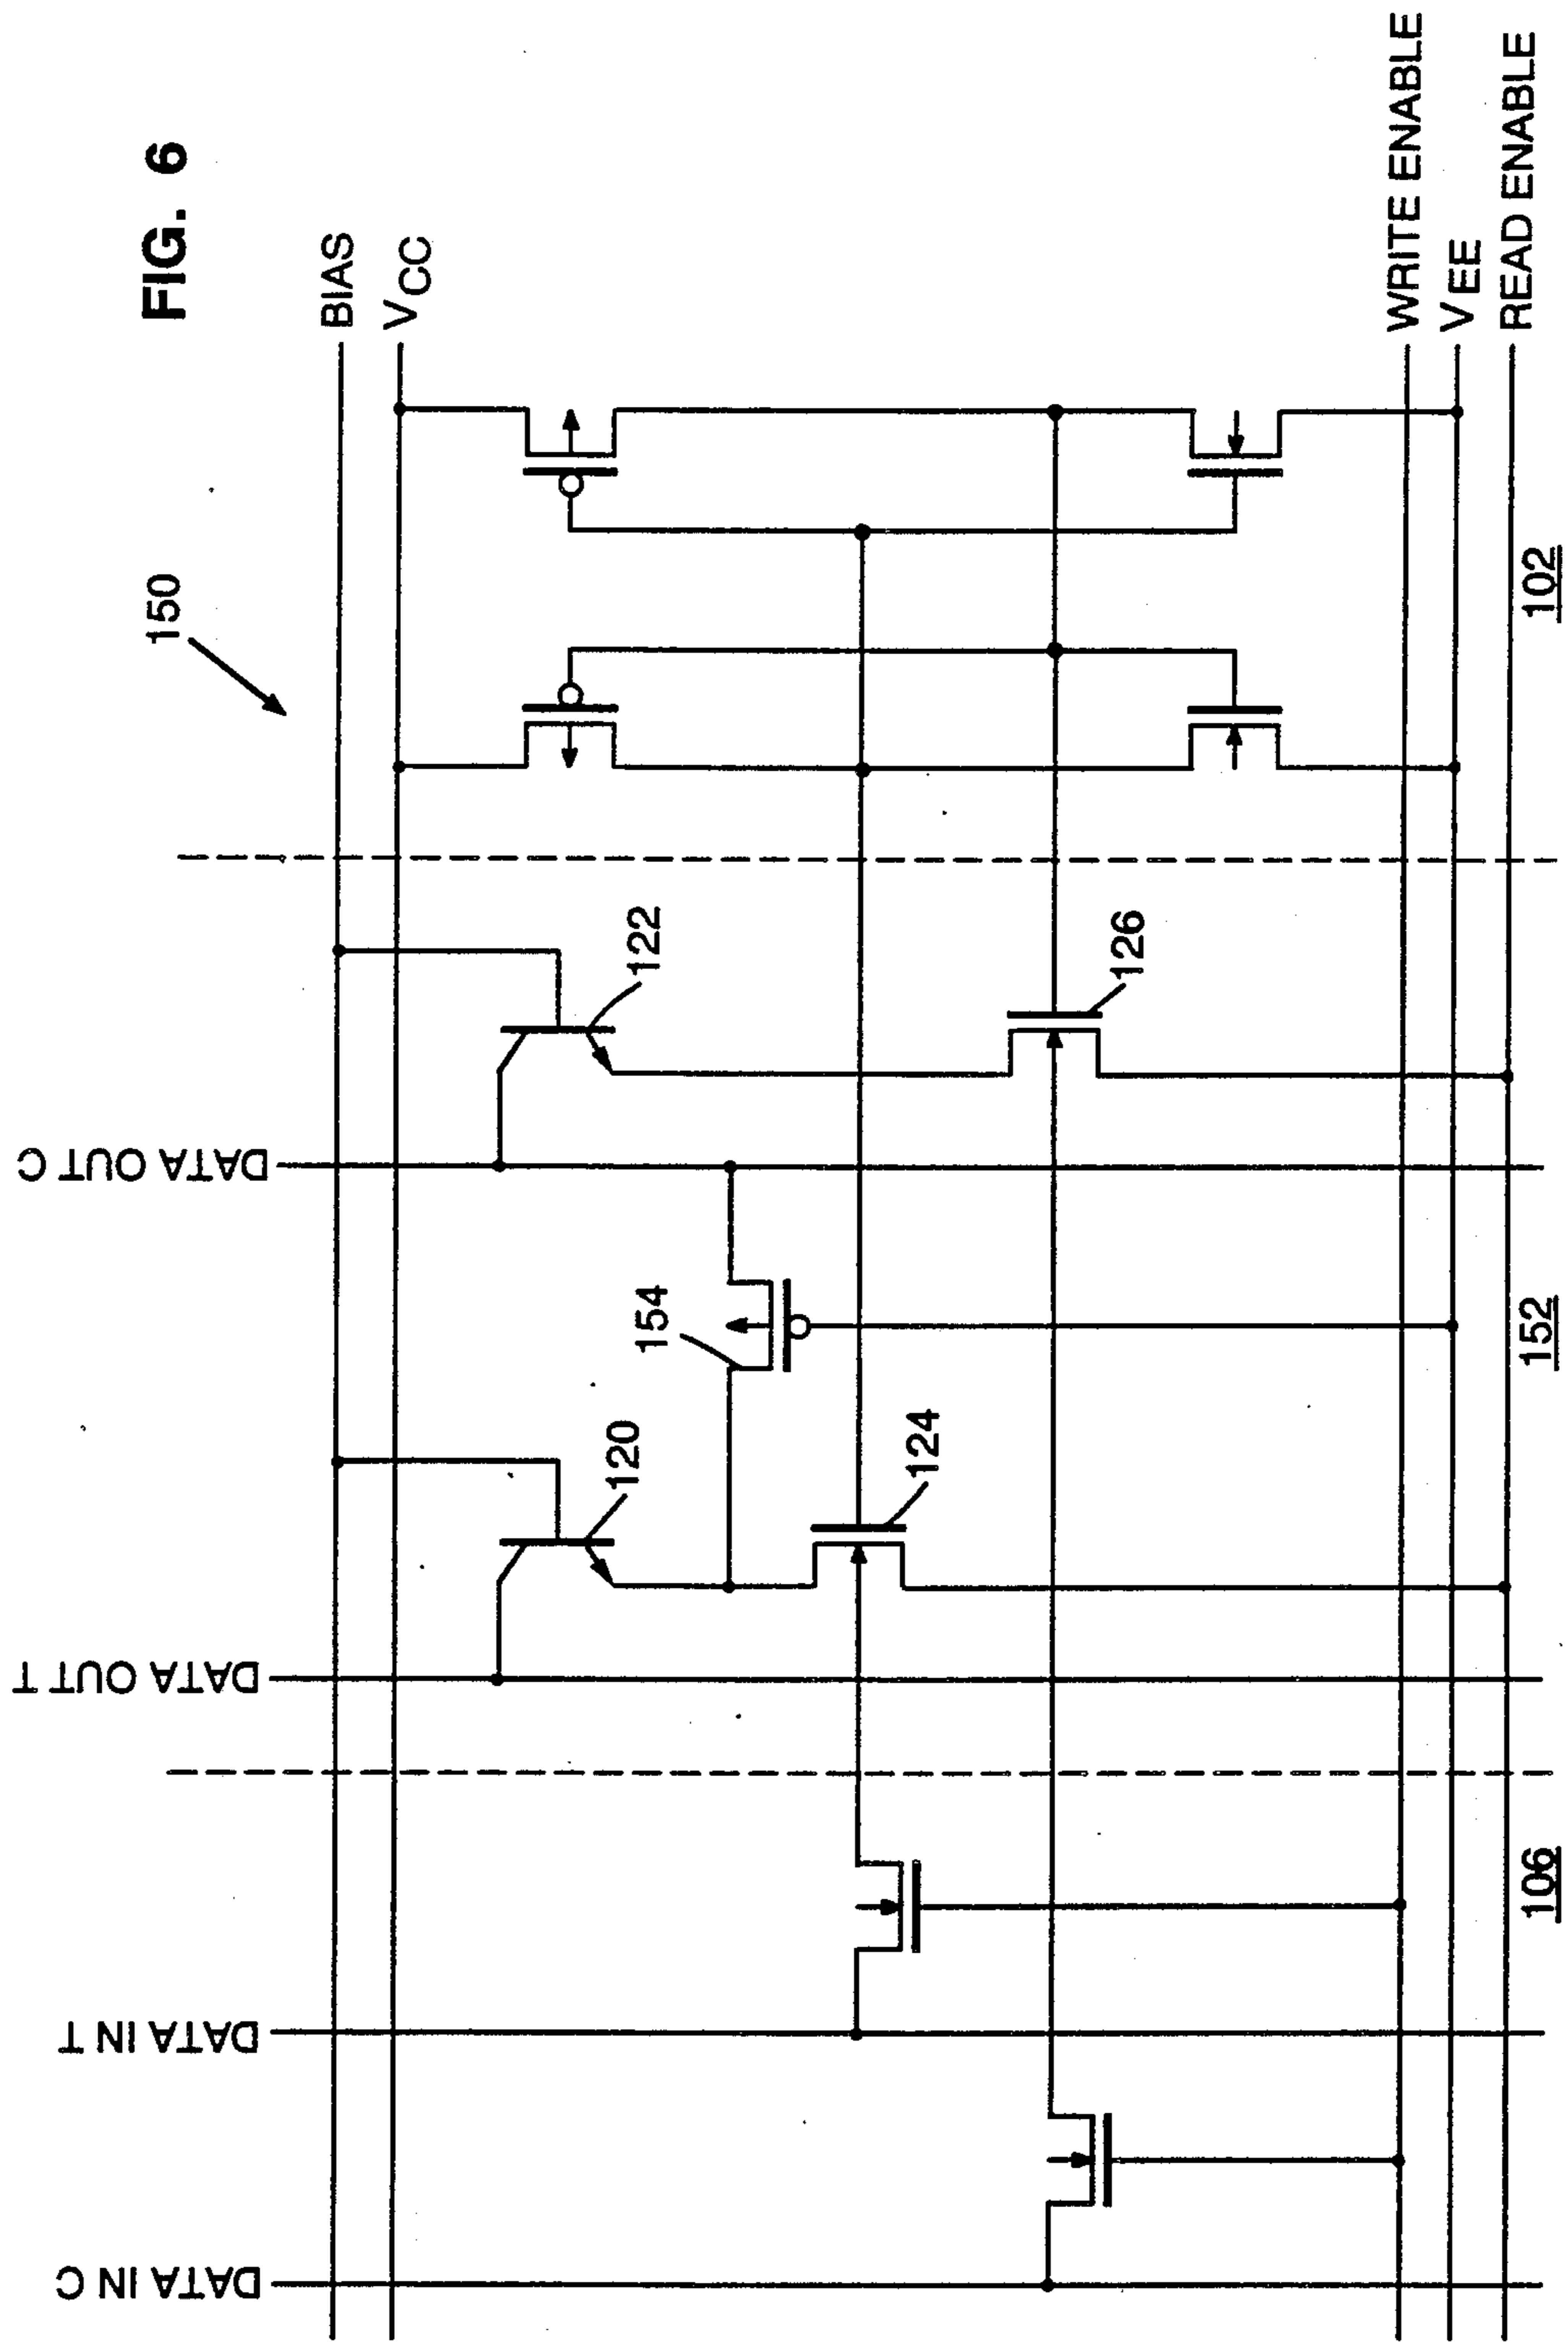 FIG. 6
150
BIAS
VCC
WRITE ENABLE
VEE
READ ENABLE
DATA IN C
DATA IN T
DATA OUT T
DATA OUT C
120
122
154
124
126
106
152
102